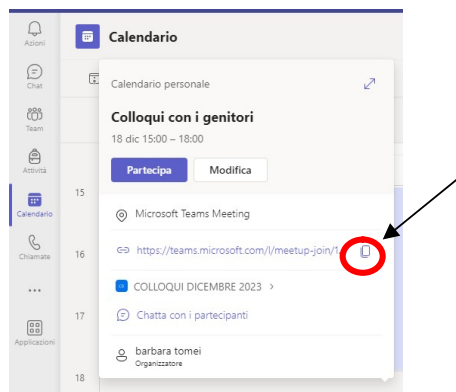 Azioni
Chat
Team
Attività
Calendario
Chiamate
Applicazioni
Calendario
15
16
17
18
Calendario personale
Colloqui con i genitori
18 dic 15:00 – 18:00
Partecipa Modifica
Microsoft Teams Meeting
https://teams.microsoft.com/l/meetup-join/1
COLLOQUI DICEMBRE 2023 >
Chatta con i partecipanti
barbara tomei
Organizzatore